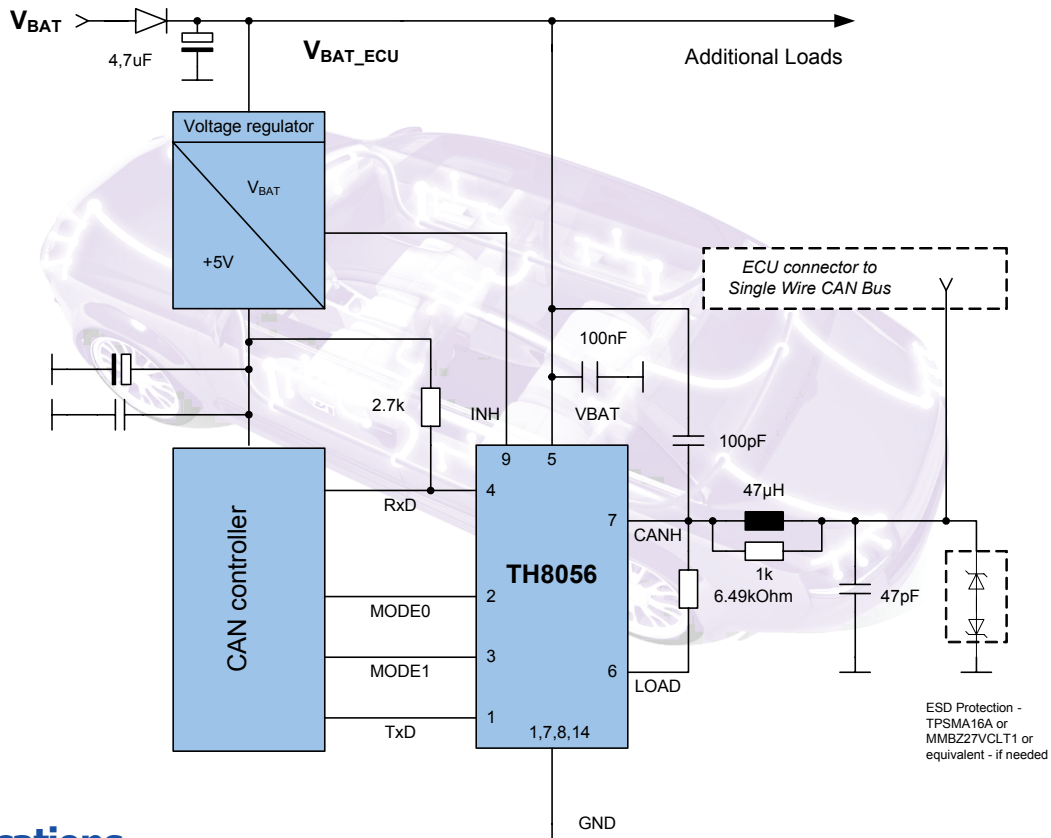 VBAT
4,7uF
VBAT_ECU
Additional Loads
Voltage regulator
VBAT
+5V
ECU connector to
Single Wire CAN Bus
100nF
2.7k
INH
VBAT
100pF
9
5
4
RxD
47µH
7
CANH
1k
6.49kOhm
47pF
TH8056
CAN controller
2
MODE0
3
MODE1
6
LOAD
1
TxD
1,7,8,14
ESD Protection -
TPSMA16A or
MMBZ27VCLT1 or
equivalent - if needed
GND